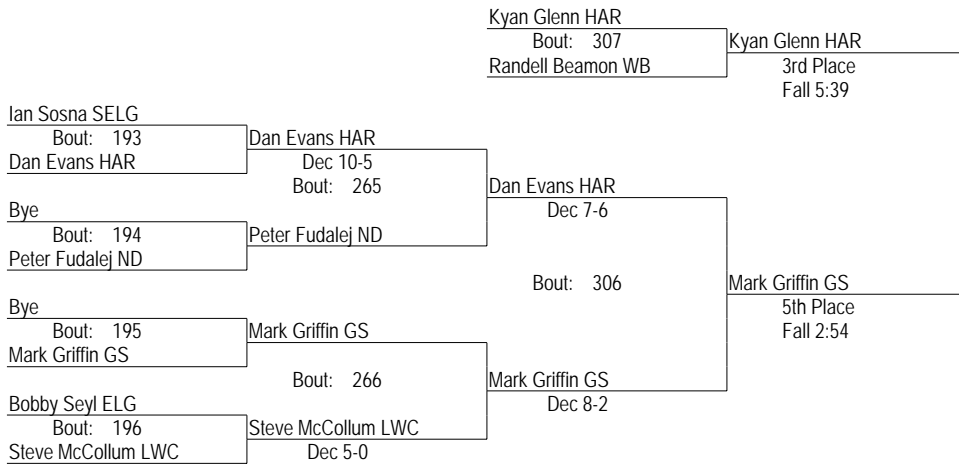 Kyan Glenn HAR
Bout: 307
Kyan Glenn HAR
Randell Beamon WB
3rd Place
Fall 5:39
Ian Sosna SELG
Bout: 193
Dan Evans HAR
Dan Evans HAR
Dec 10-5
Bout: 265
Dan Evans HAR
Dec 7-6
Bye
Bout: 194
Peter Fudalej ND
Peter Fudalej ND
Bout: 306
Mark Griffin GS
5th Place
Fall 2:54
Bye
Bout: 195
Mark Griffin GS
Mark Griffin GS
Bout: 266
Mark Griffin GS
Dec 8-2
Bobby Seyl ELG
Bout: 196
Steve McCollum LWC
Steve McCollum LWC
Dec 5-0